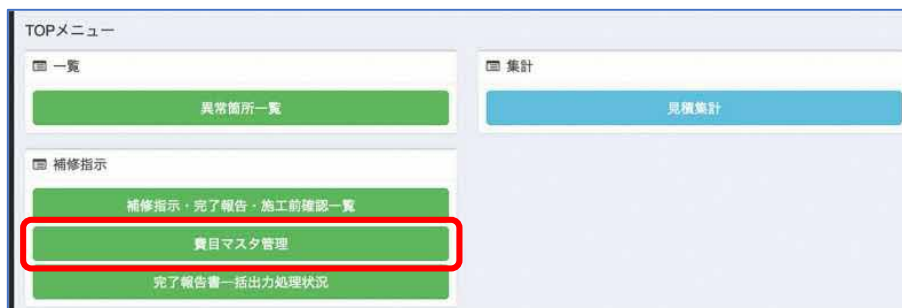 TOPメニュー
一覧
異常箇所一覧
集計
見積集計
補修指示
補修指示・完了報告・施工前確認一覧
費目マスタ管理
完了報告書一括出力処理状況